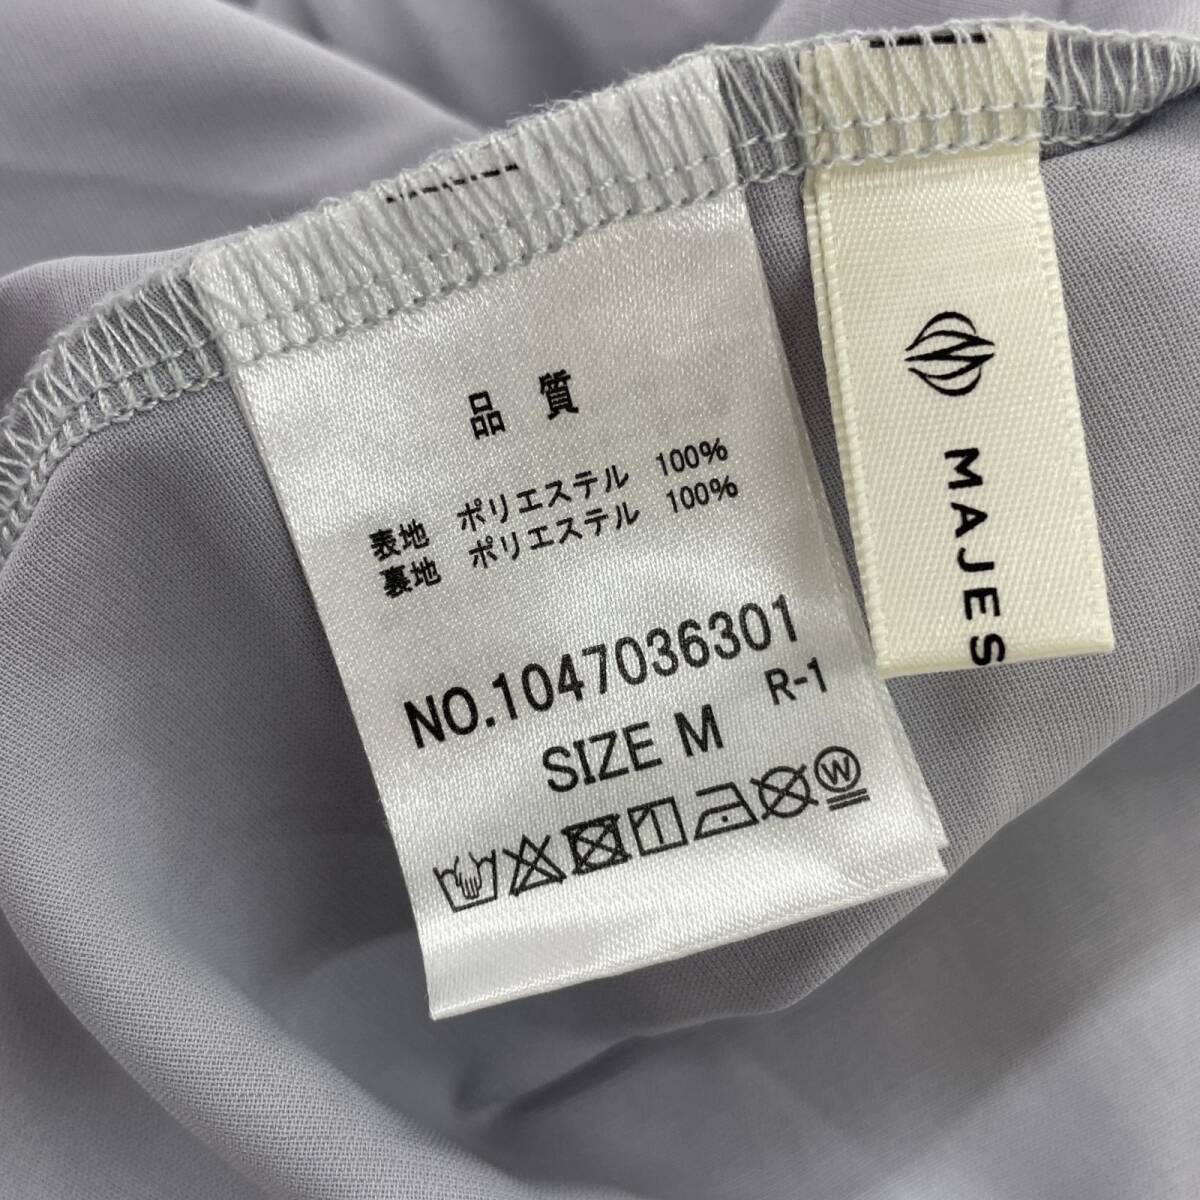 品 質
表地 ポリエステル 100%
裏地 ポリエステル 100%
NO.1047036301
SIZE M R-1
W
MAJES